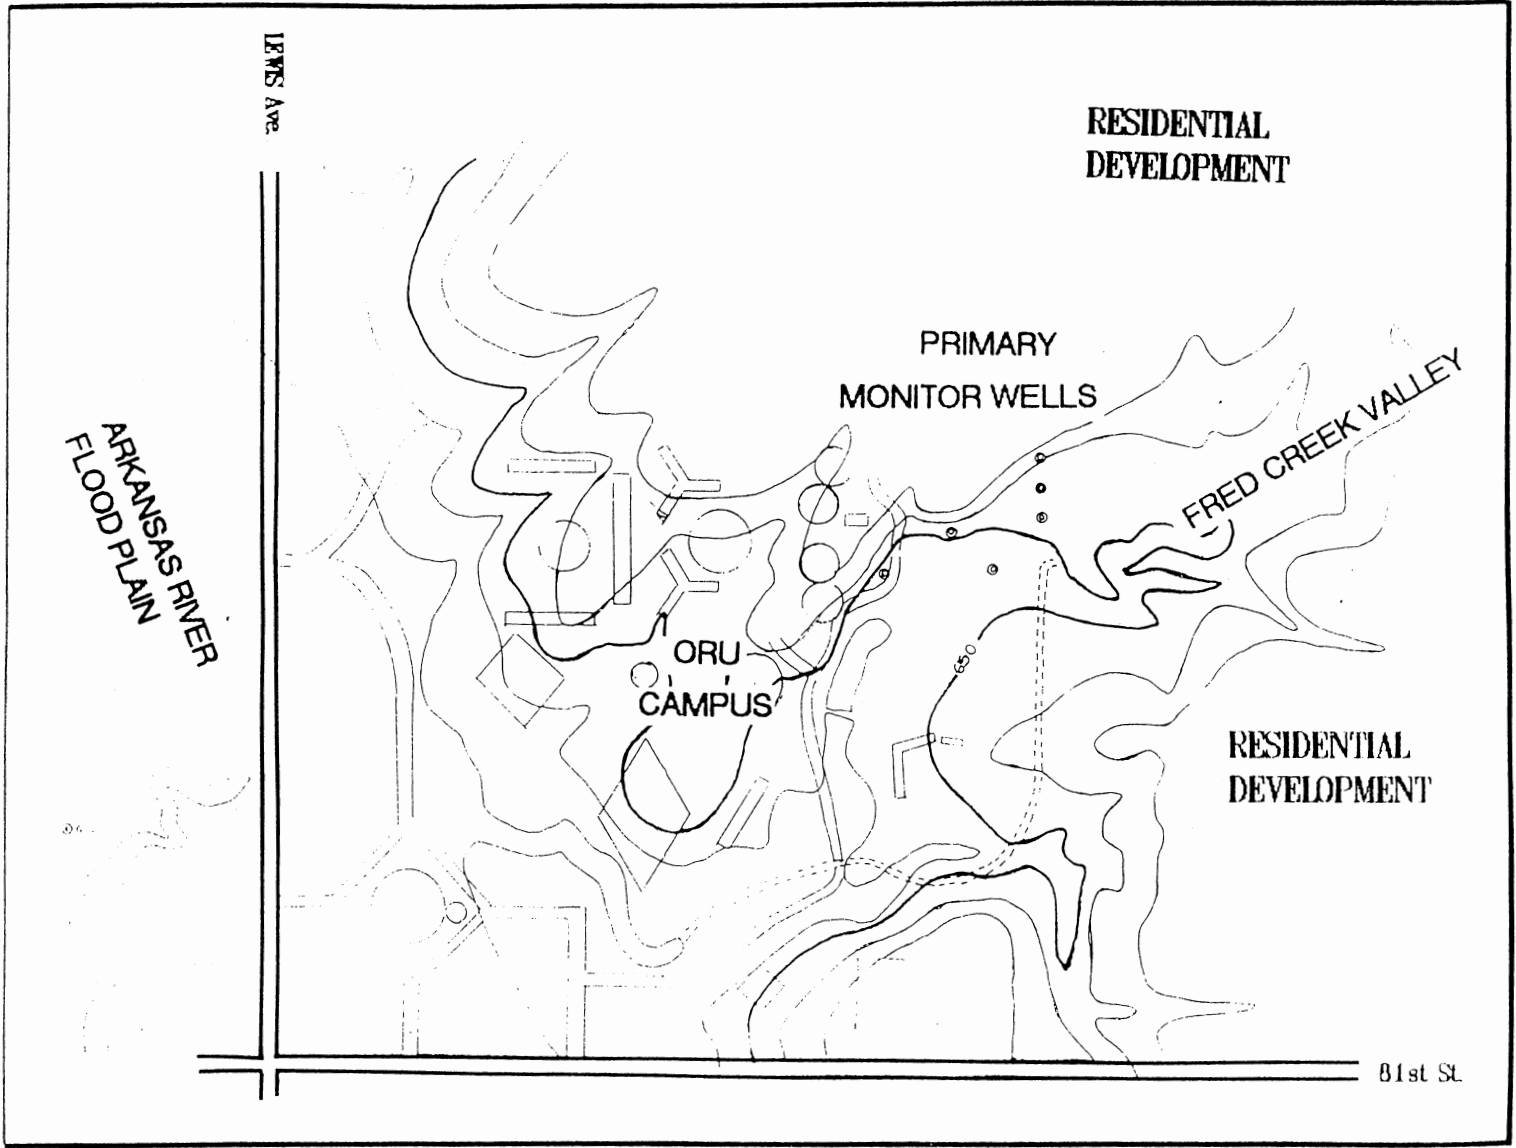 LEWIS Ave.
RESIDENTIAL
DEVELOPMENT
PRIMARY
MONITOR WELLS
FRED CREEK VALLEY
ARKANSAS RIVER
FLOOD PLAIN
ORU
CAMPUS
650
RESIDENTIAL
DEVELOPMENT
81st St.